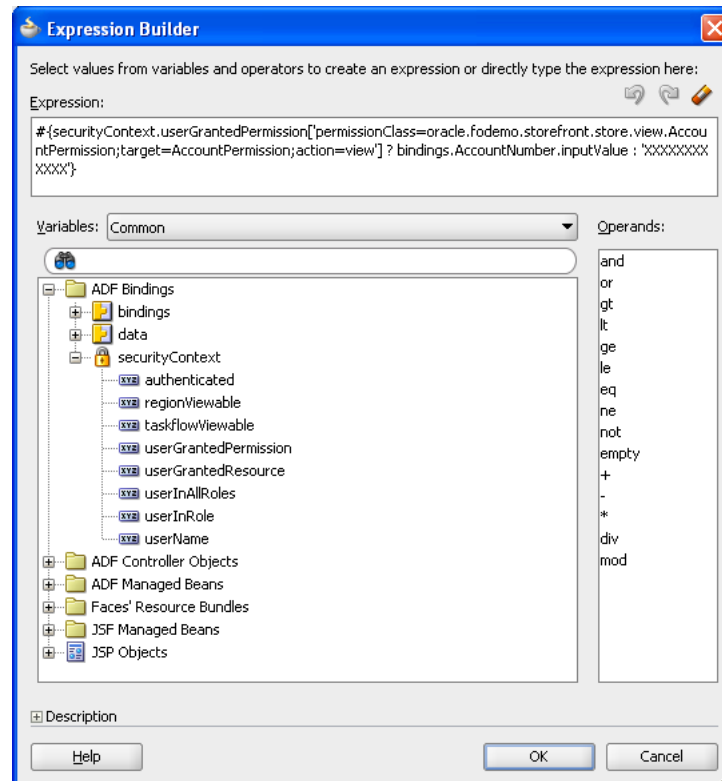 Expression Builder
Select values from variables and operators to create an expression or directly type the expression here:
Expression:
#{securityContext.userGrantedPermission['permissionClass=oracle.fodemo.storefront.store.view.Accou
ntPermission;target=AccountPermission;action=view'] ? bindings.AccountNumber.inputValue : 'XXXXXXXX
XXXX'}
Variables: Common
Operands:
ADF Bindings
bindings
data
securityContext
authenticated
regionViewable
taskflowViewable
userGrantedPermission
userGrantedResource
userInAllRoles
userInRole
userName
ADF Controller Objects
ADF Managed Beans
Faces' Resource Bundles
JSF Managed Beans
JSP Objects
and
or
gt
lt
ge
le
eq
ne
not
empty
+
-
*
div
mod
Description
Help
OK
Cancel